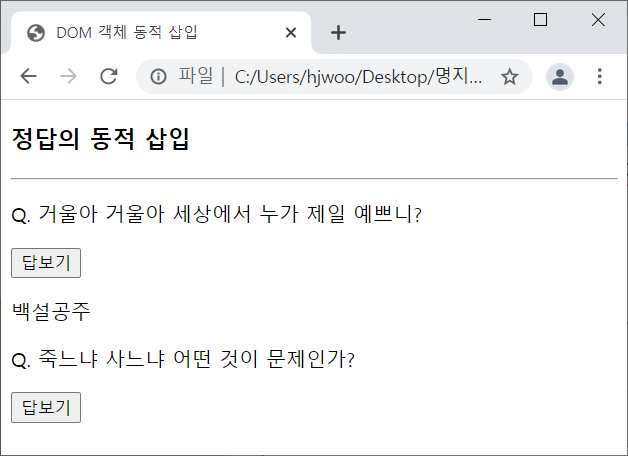 DOM 객체 동적 삽입
파일 | C:/Users/hjwoo/Desktop/명지...
정답의 동적 삽입
Q. 거울아 거울아 세상에서 누가 제일 예쁘니?
답보기
백설공주
Q. 죽느냐 사느냐 어떤 것이 문제인가?
답보기